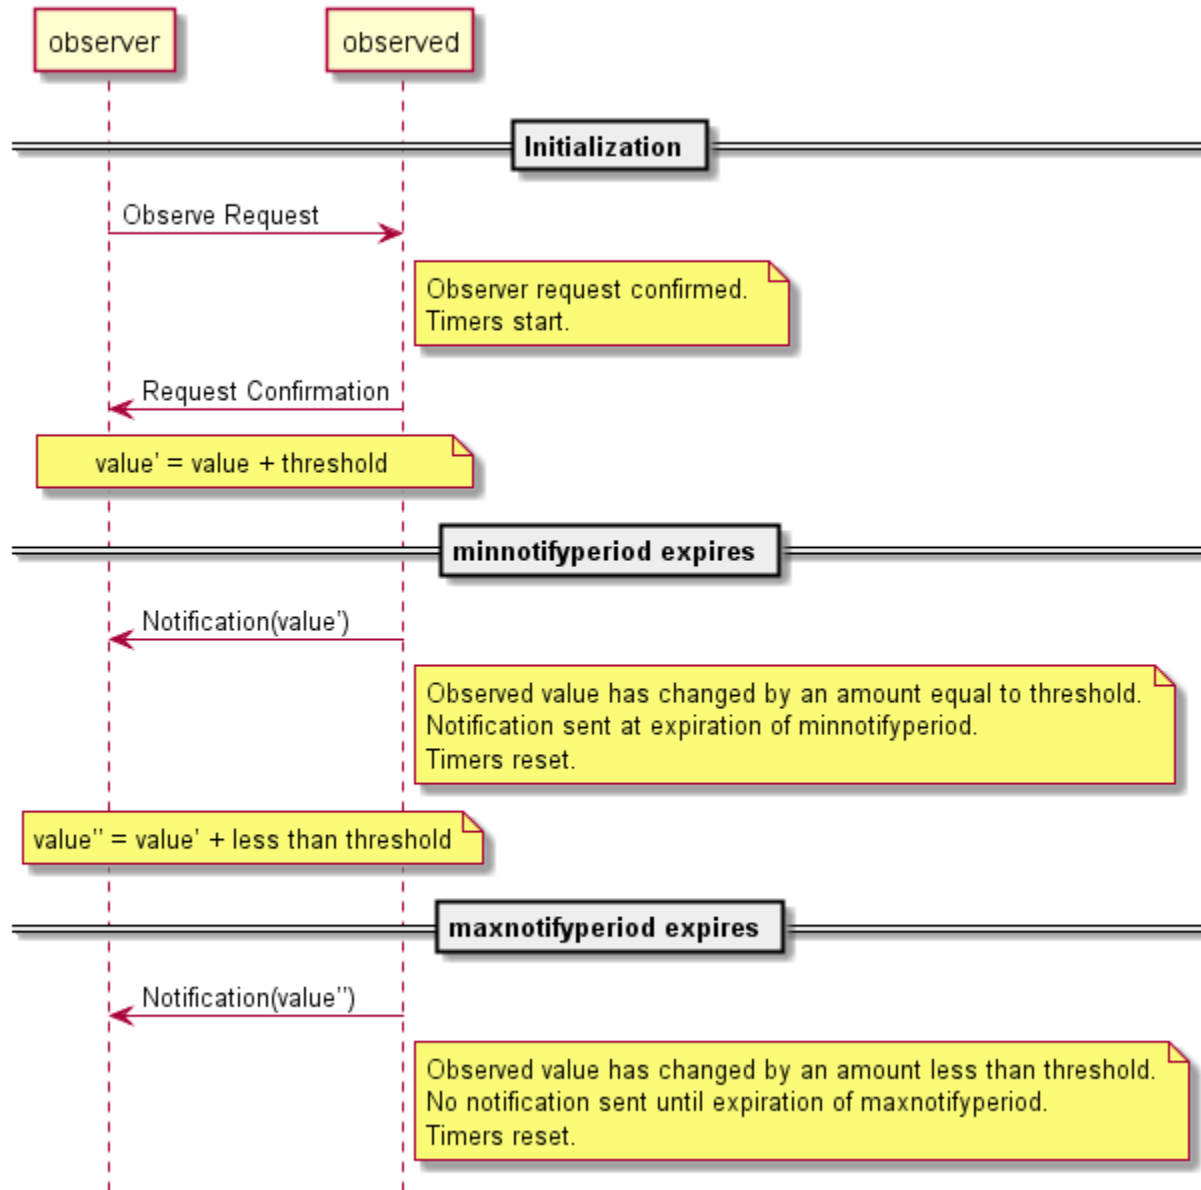 observer
observed
Initialization
Observe Request
Observer request confirmed.
Timers start.
Request Confirmation
value' = value + threshold
minnotifyperiod expires
Notification(value')
Observed value has changed by an amount equal to threshold.
Notification sent at expiration of minnotifyperiod.
Timers reset.
value'' = value' + less than threshold
maxnotifyperiod expires
Notification(value'')
Observed value has changed by an amount less than threshold.
No notification sent until expiration of maxnotifyperiod.
Timers reset.